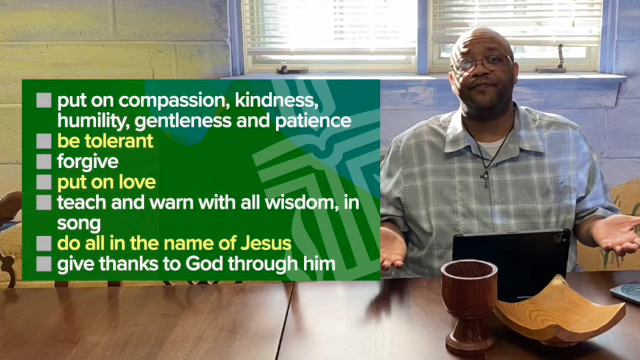 put on compassion, kindness,
humility, gentleness and patience
be tolerant
forgive
put on love
teach and warn with all wisdom, in
song
do all in the name of Jesus
give thanks to God through him